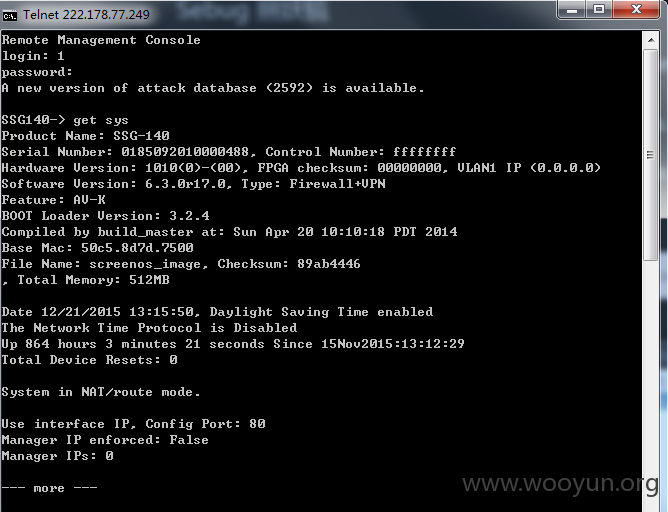 Telnet 222.178.77.249
Remote Management Console
login: 1
password:
A new version of attack database (2592) is available.
SSG140-> get sys
Product Name: SSG-140
Serial Number: 0185092010000488, Control Number: ffffffff
Hardware Version: 1010(0)-(00), FPGA checksum: 00000000, VLAN1 IP (0.0.0.0)
Software Version: 6.3.0r17.0, Type: Firewall+VPN
Feature: AV-K
BOOT Loader Version: 3.2.4
Compiled by build_master at: Sun Apr 20 10:10:18 PDT 2014
Base Mac: 50c5.8d7d.7500
File Name: screenos_image, Checksum: 89ab4446
, Total Memory: 512MB
Date 12/21/2015 13:15:50, Daylight Saving Time enabled
The Network Time Protocol is Disabled
Up 864 hours 3 minutes 21 seconds Since 15Nov2015:13:12:29
Total Device Resets: 0
System in NAT/route mode.
Use interface IP, Config Port: 80
Manager IP enforced: False
Manager IPs: 0
--- more ---
www.wooyun.org